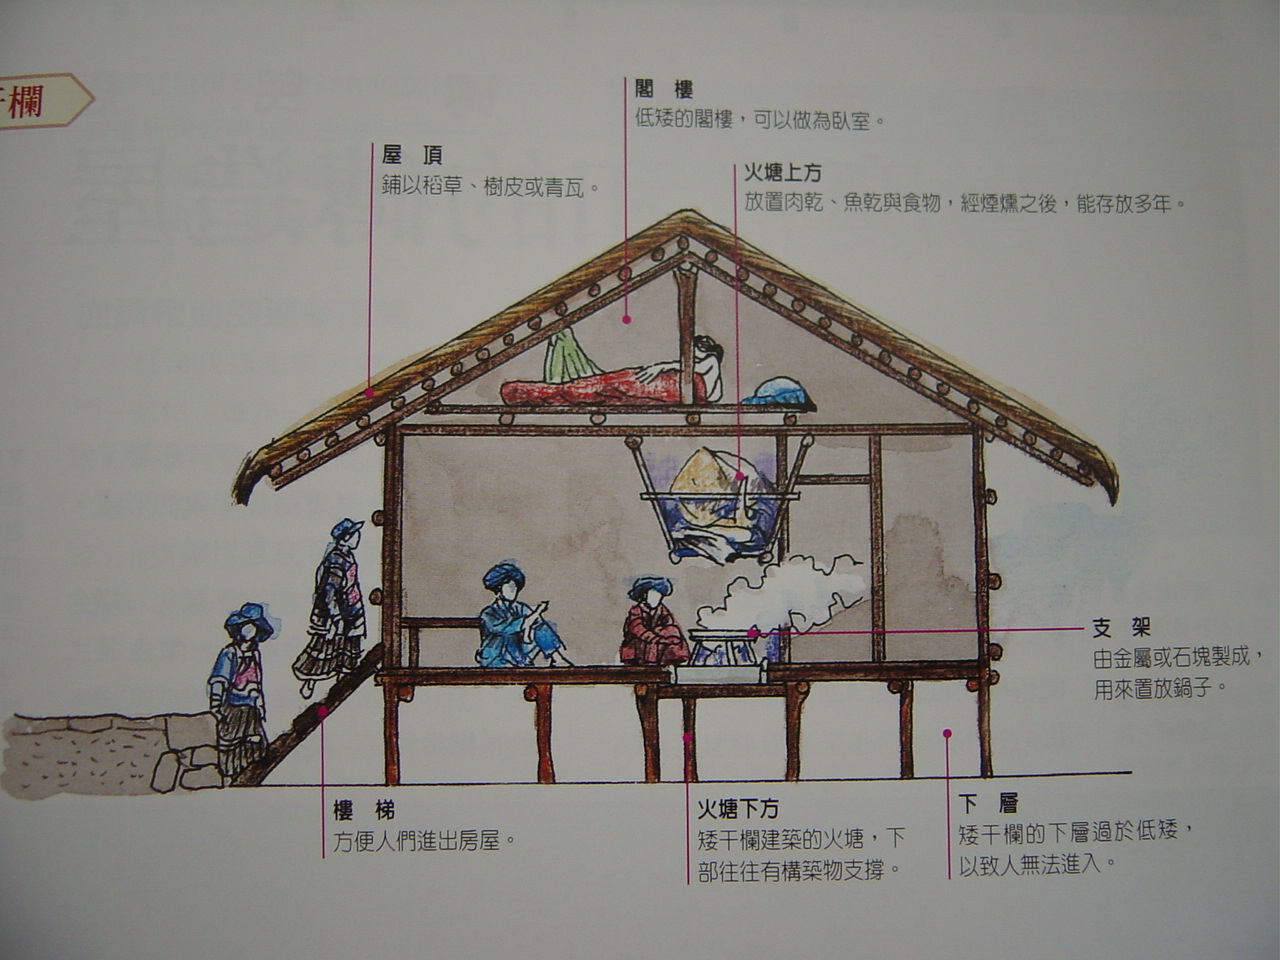 欄
閣樓
低矮的閣樓，可以做為臥室。
屋頂
鋪以稻草、樹皮或青瓦。
火塘上方
放置肉乾、魚乾與食物，經煙燻之後，能存放多年。
支架
由金屬或石塊製成，
用來置放鍋子。
樓梯
方便人們進出房屋。
火塘下方
矮干欄建築的火塘，下
部往往有構築物支撐。
下層
矮干欄的下層過於低矮，
以致人無法進入。